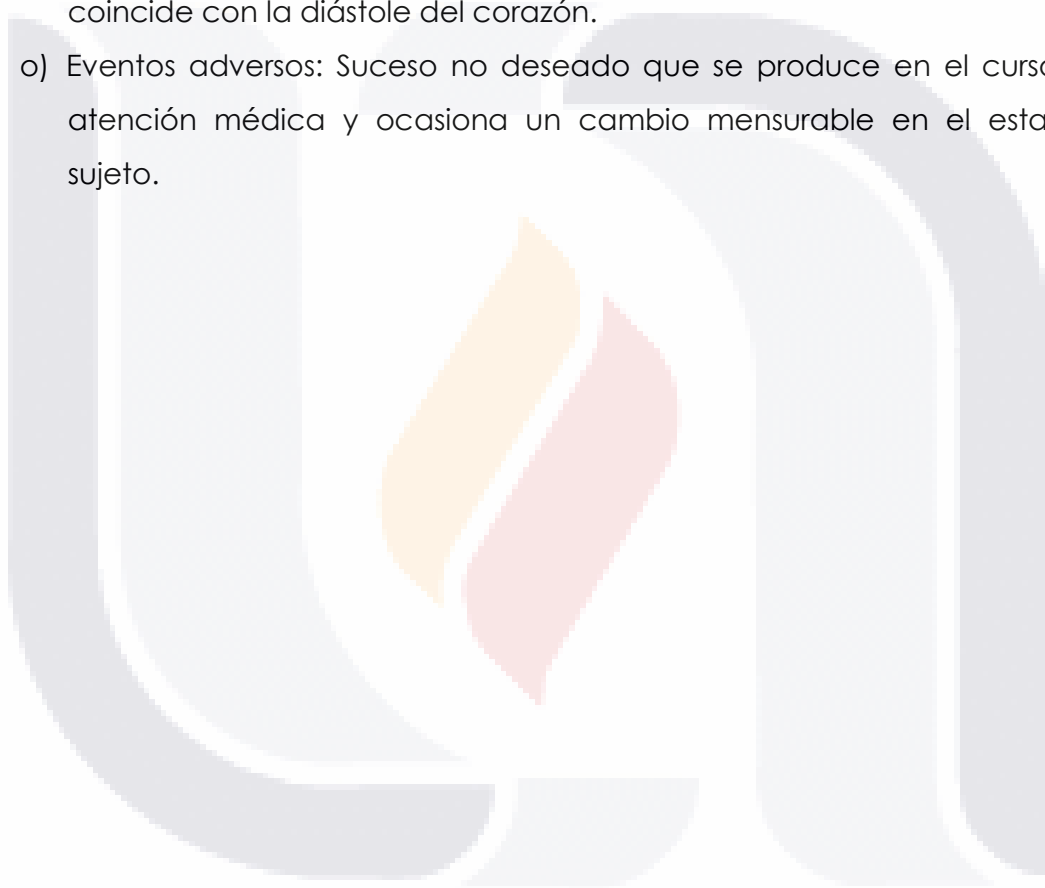 coincide con la diástole del corazón.
o) Eventos adversos: Suceso no deseado que se produce en el curso
atención médica y ocasiona un cambio mensurable en el esta
sujeto.